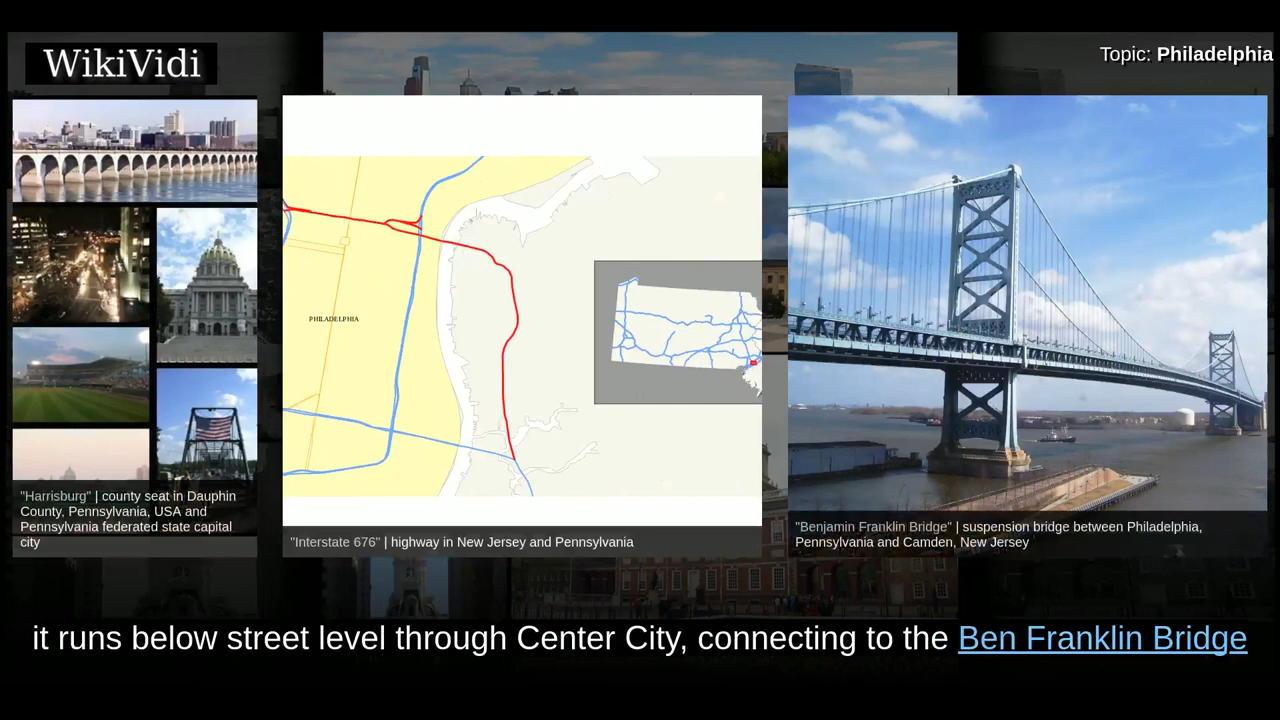 WikiVidi
Topic: Philadelphia
PHILADELPHIA
"Harrisburg" | county seat in Dauphin
County, Pennsylvania, USA and
Pennsylvania federated state capital
city
"Interstate 676" | highway in New Jersey and Pennsylvania
"Benjamin Franklin Bridge" | suspension bridge between Philadelphia,
Pennsylvania and Camden, New Jersey
it runs below street level through Center City, connecting to the Ben Franklin Bridge